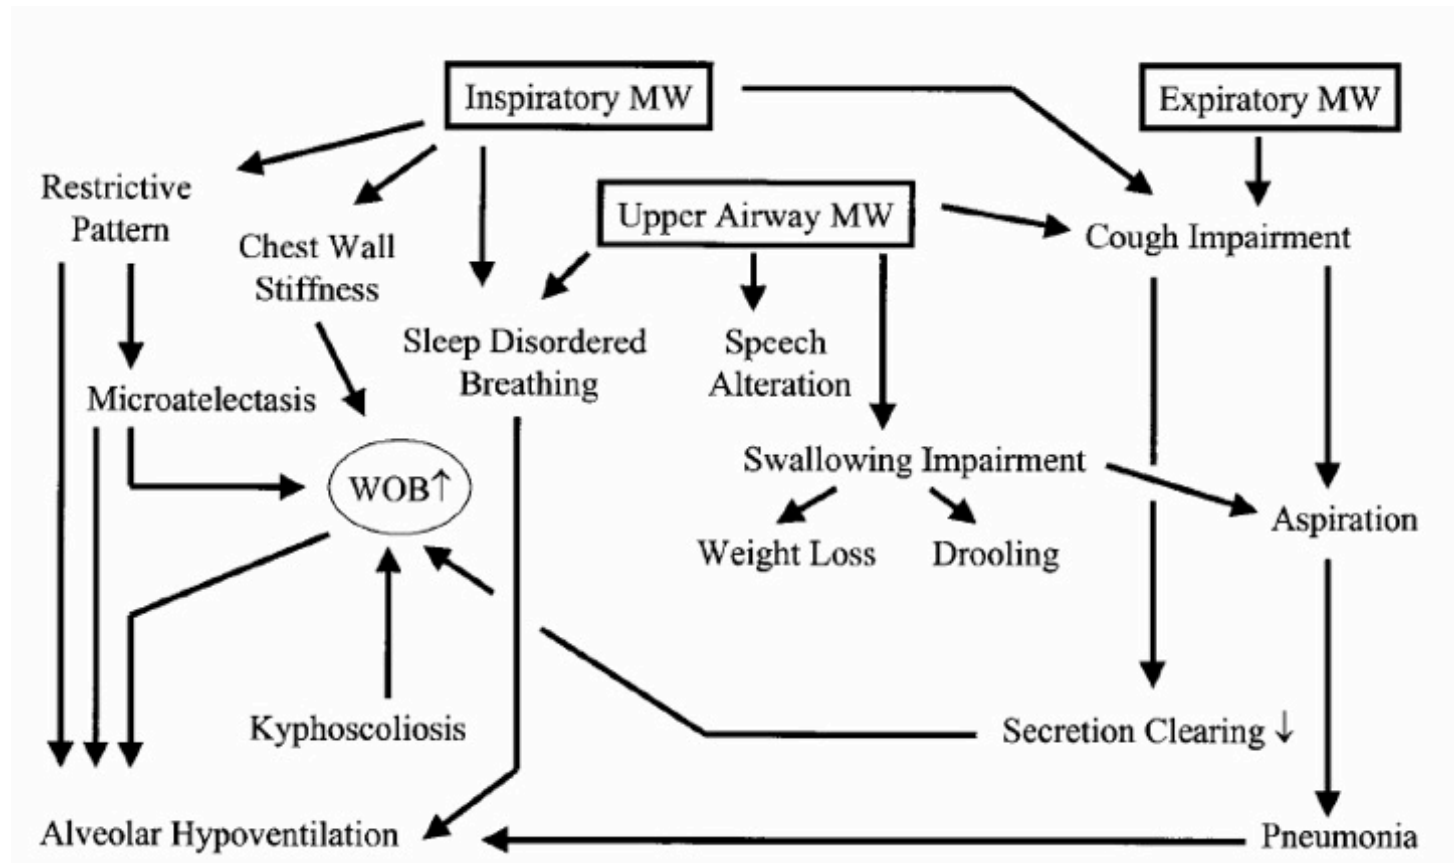 Inspiratory MW
Expiratory MW
Restrictive
Pattern
Upper Airway MW
Chest Wall
Stiffness
Cough Impairment
Sleep Disordered
Breathing
Speech
Alteration
Microatelectasis
Swallowing Impairment
WOB↑
Aspiration
Weight Loss
Drooling
Kyphoscoliosis
Secretion Clearing ↓
Alveolar Hypoventilation
Pneumonia